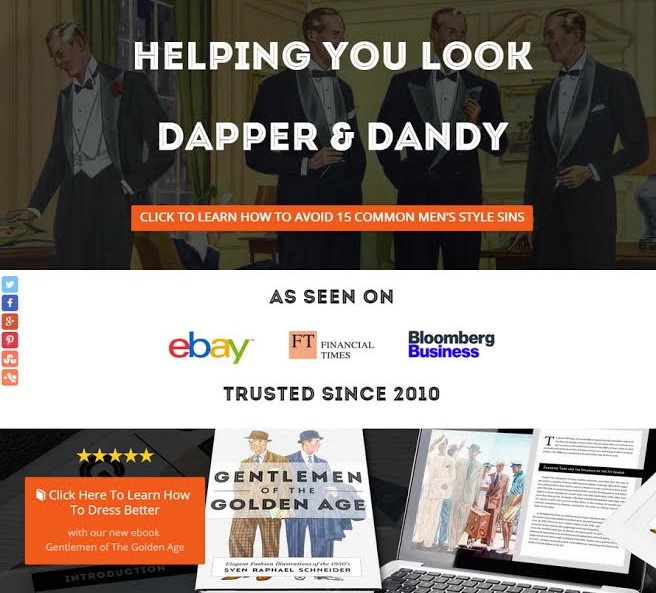 HELPING YOU LOOK
DAPPER & DANDY
CLICK TO LEARN HOW TO AVOID 15 COMMON MEN'S STYLE SINS
AS SEEN ON
ebay™
FT FINANCIAL
TIMES
Bloomberg
Business
TRUSTED SINCE 2010
Click Here To Learn How
To Dress Better
with our new ebook
Gentlemen of The Golden Age
INTRODUCTION
GENTLEMEN
OF THE
GOLDEN AGE
Elegant Fashion Illustrations of the 1930's
SVEN RAPHAEL SCHNEIDER